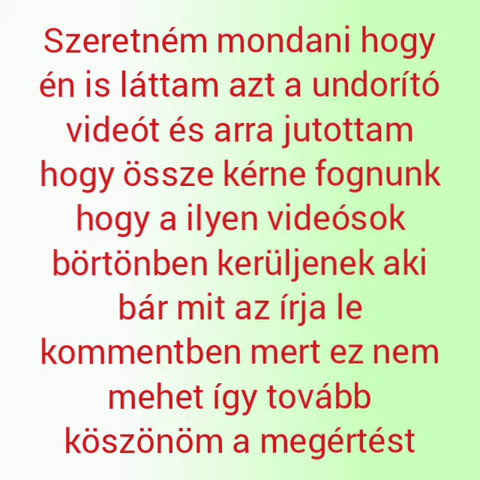 Szeretném mondani hogy
én is láttam azt a undorító
videót és arra jutottam
hogy össze kérne fognunk
hogy a ilyen videósok
börtönben kerüljenek aki
bár mit az írja le
kommentben mert ez nem
mehet így tovább
köszönöm a megértést